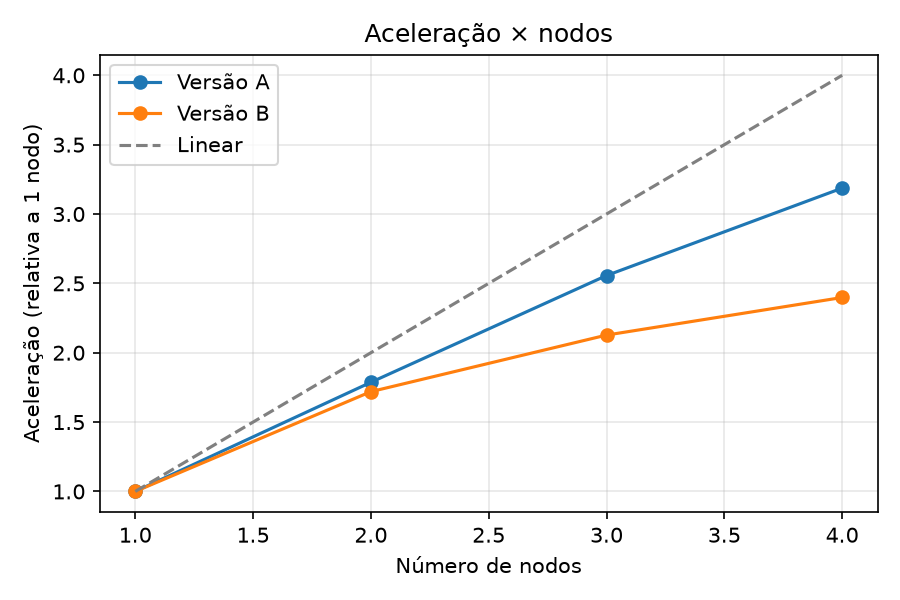 Aceleração × nodos
Versão A
Versão B
Linear
Aceleração (relativa a 1 nodo)
4.0
3.5
3.0
2.5
2.0
1.5
1.0
1.0 1.5 2.0 2.5 3.0 3.5 4.0
Número de nodos